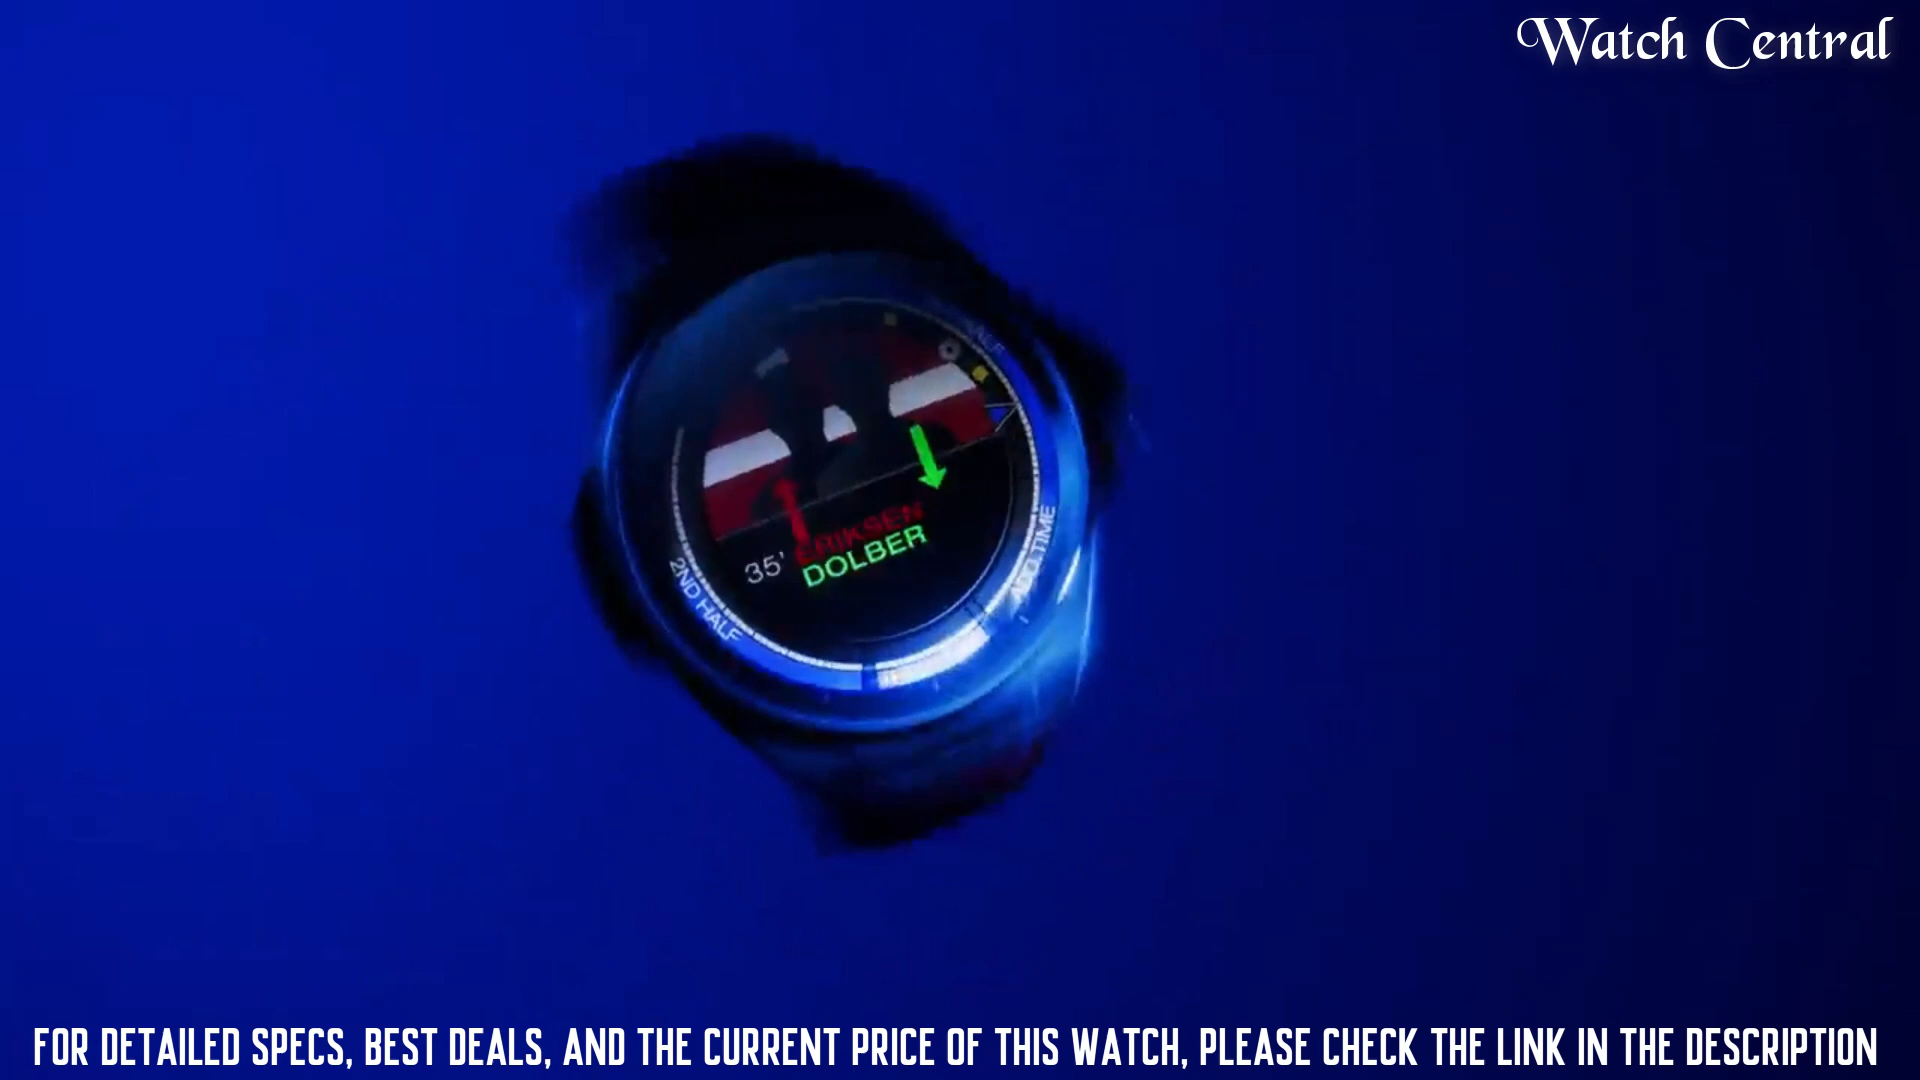 Watch Central
35' ERIKSEN
DOLBER
2ND HALF
ADD. TIME
FOR DETAILED SPECS, BEST DEALS, AND THE CURRENT PRICE OF THIS WATCH, PLEASE CHECK THE LINK IN THE DESCRIPTION